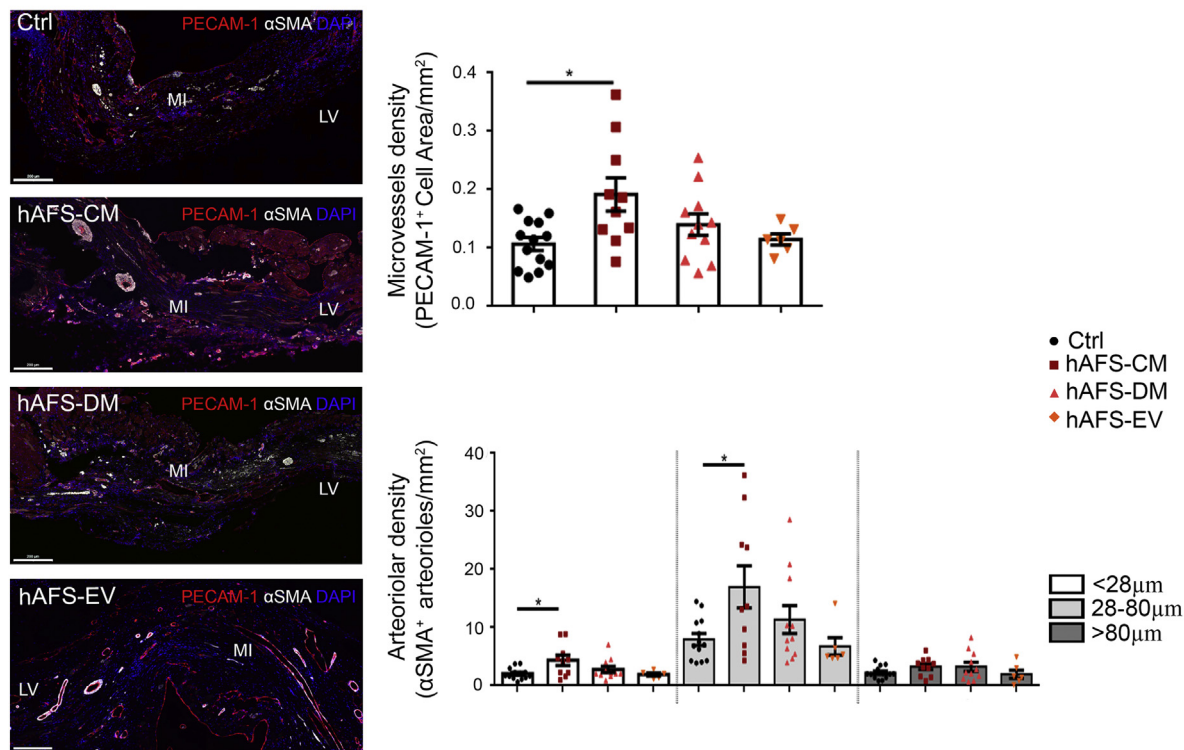 Ctrl PECAM-1 αSMA DAPI
MI
LV
hAFS-CM PECAM-1 αSMA DAPI
MI LV
hAFS-DM PECAM-1 αSMA DAPI
MI
LV
hAFS-EV PECAM-1 αSMA DAPI
MI
LV
Microvessels density
(PECAM-1⁺ Cell Area/mm²)
0.4
0.3
0.2
0.1
0.0
*
Ctrl
hAFS-CM
hAFS-DM
hAFS-EV
Arteoriolar density
(αSMA⁺ arteorioles/mm²)
40
30
20
10
0
*
*
<28μm
28-80μm
>80μm